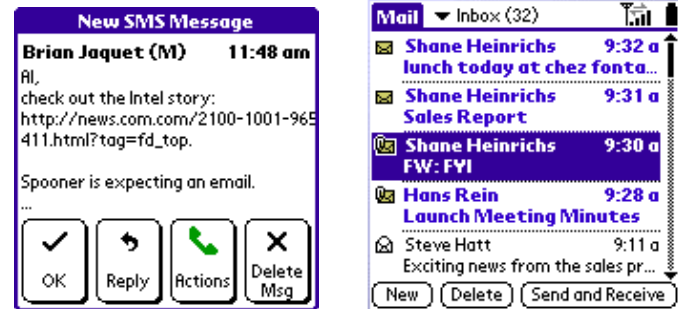 New SMS Message
Brian Jaquet (M) 11:48 am
Al,
check out the Intel story:
http://news.com.com/2100-1001-965
411.html?tag=fd_top.
Spooner is expecting an email.
...
OK
Reply
Actions
Delete
Msg
Mail Inbox (32)
Shane Heinrichs 9:32 a
lunch today at chez fonta...
Shane Heinrichs 9:31 a
Sales Report
Shane Heinrichs 9:30 a
FW: FYI
Hans Rein 9:28 a
Launch Meeting Minutes
Steve Hatt 9:11 a
Exciting news from the sales pr...
New
Delete
Send and Receive